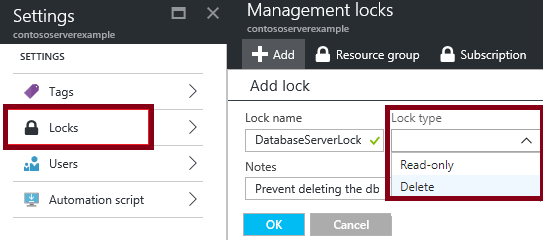 Settings
contososerverexample
SETTINGS
Tags
Locks
Users
Automation script
Management locks
contososerverexample
Add
Resource group
Subscription
Add lock
Lock name
Lock type
DatabaseServerLock
Read-only
Notes
Delete
Prevent deleting the db
OK
Cancel